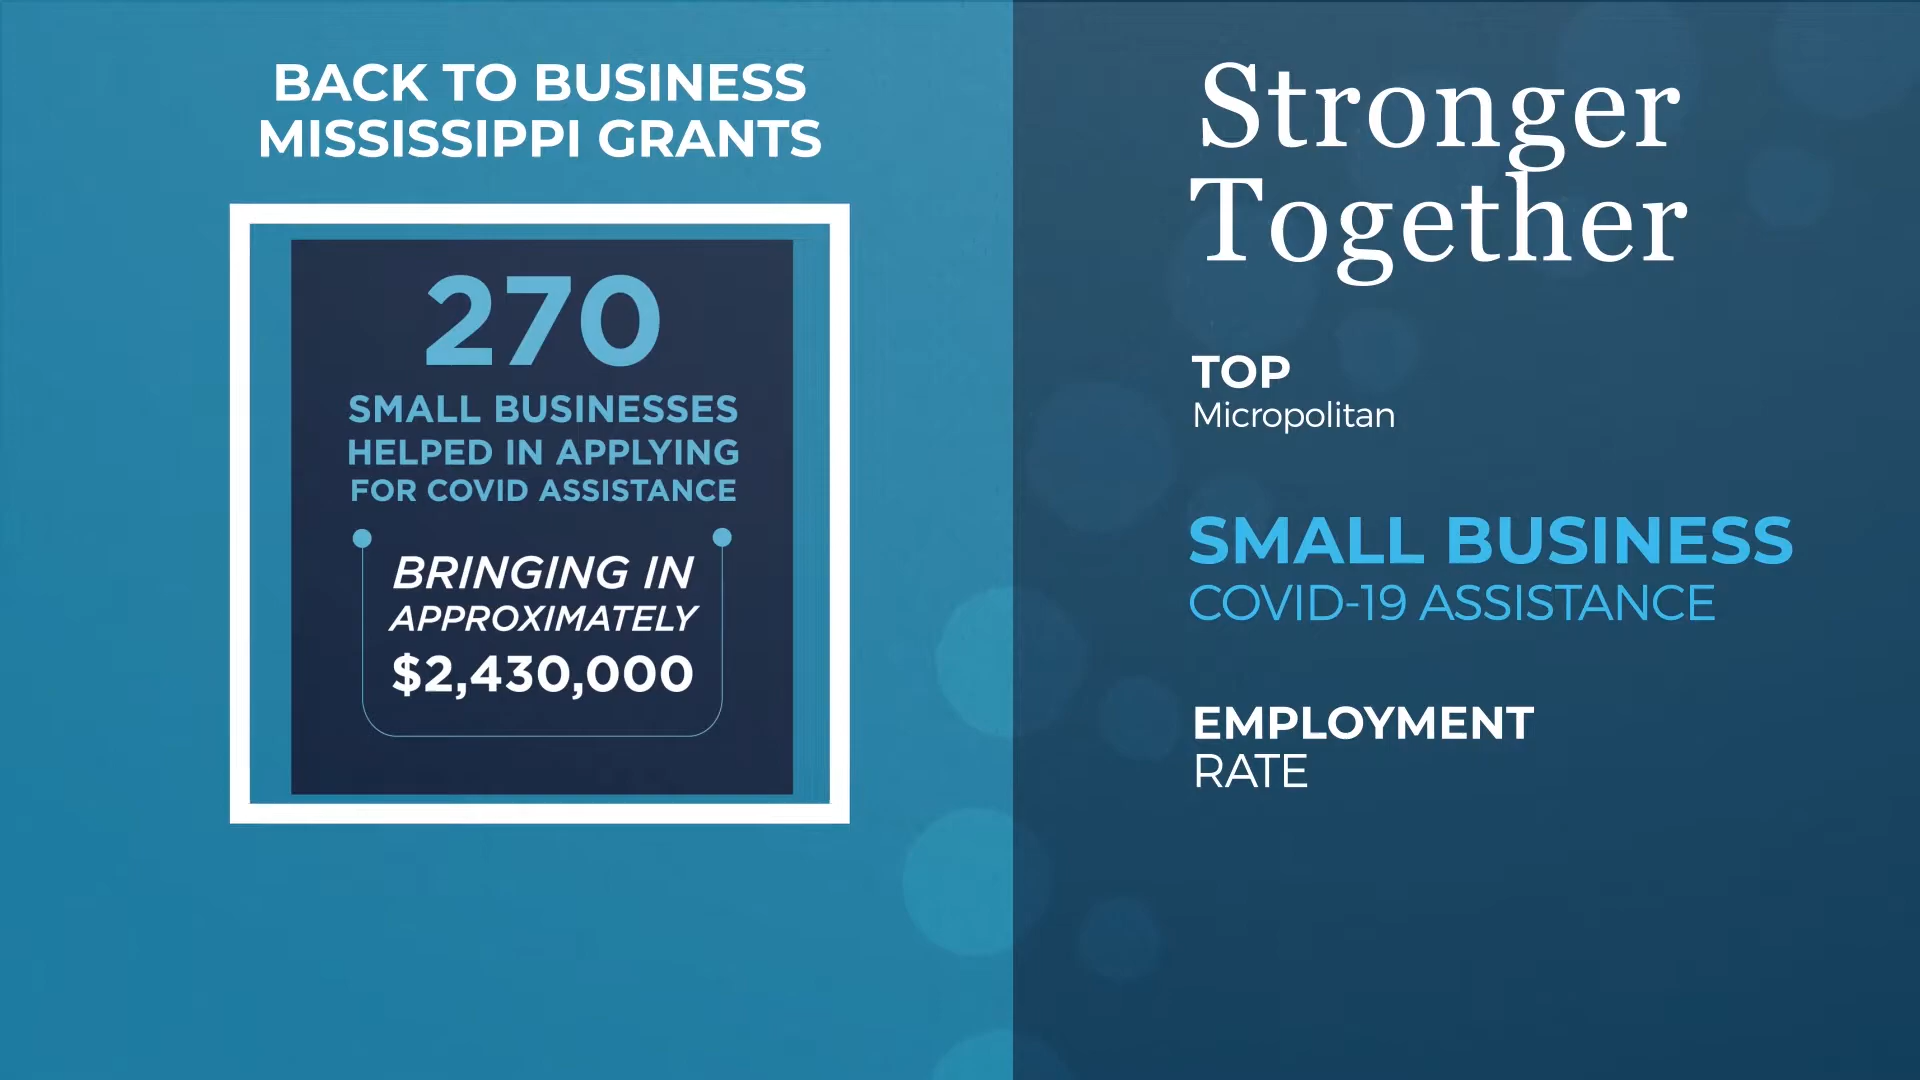 BACK TO BUSINESS
MISSISSIPPI GRANTS
270
SMALL BUSINESSES
HELPED IN APPLYING
FOR COVID ASSISTANCE
BRINGING IN
APPROXIMATELY
$2,430,000
Stronger
Together
TOP
Micropolitan
SMALL BUSINESS
COVID-19 ASSISTANCE
EMPLOYMENT
RATE